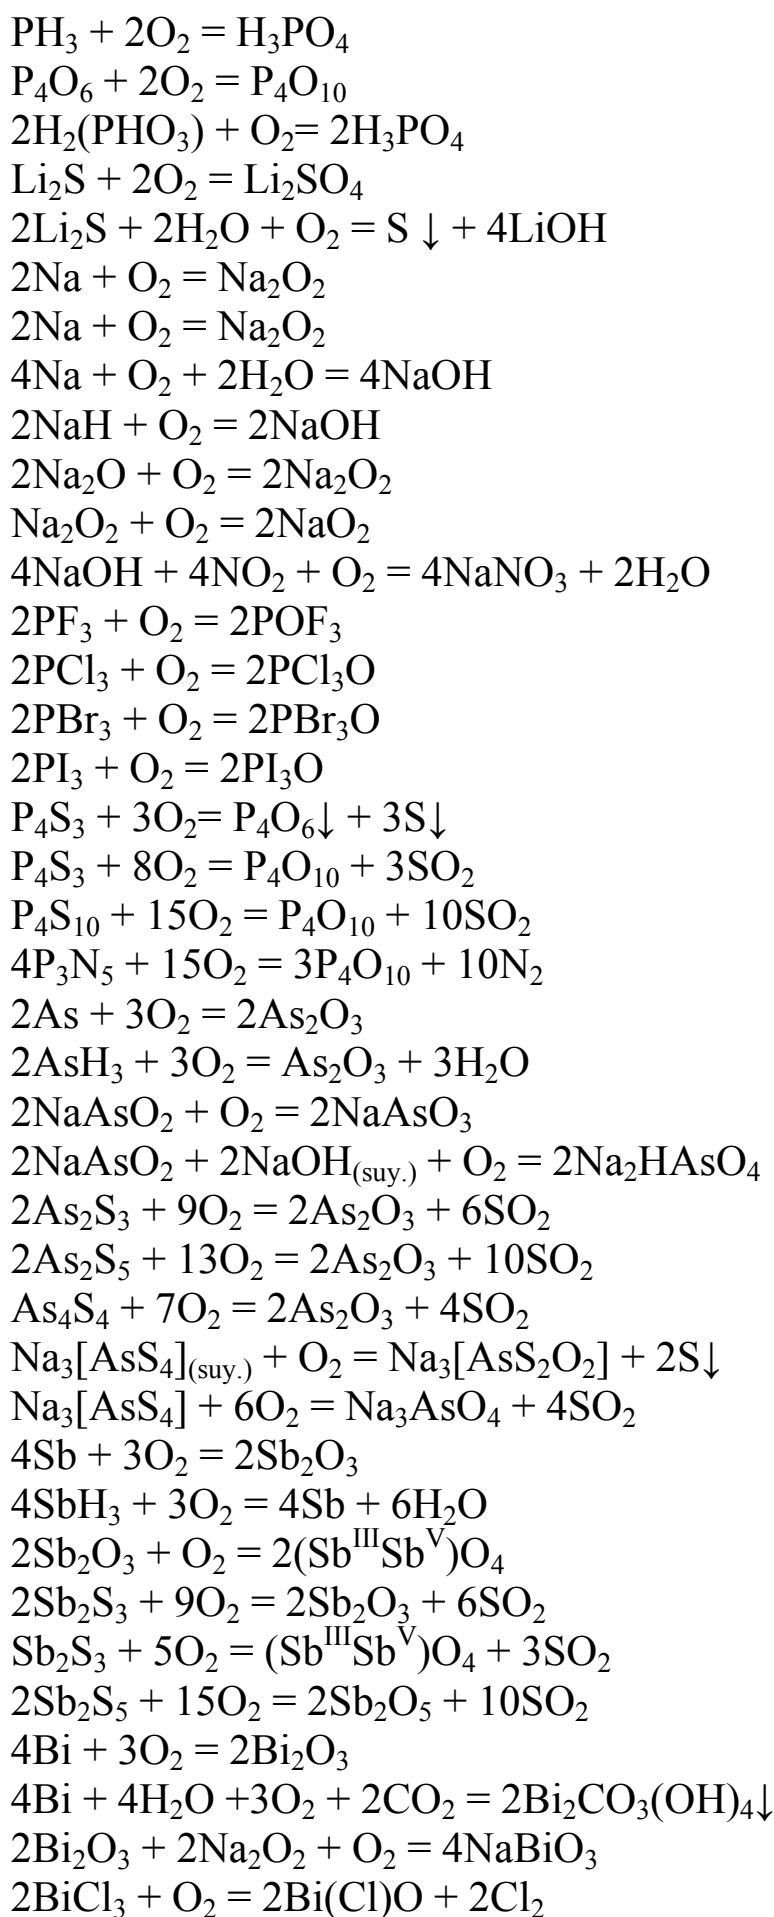 PH₃ + 2O₂ = H₃PO₄
P₄O₆ + 2O₂ = P₄O₁₀
2H₂(PHO₃) + O₂= 2H₃PO₄
Li₂S + 2O₂ = Li₂SO₄
2Li₂S + 2H₂O + O₂ = S ↓ + 4LiOH
2Na + O₂ = Na₂O₂
2Na + O₂ = Na₂O₂
4Na + O₂ + 2H₂O = 4NaOH
2NaH + O₂ = 2NaOH
2Na₂O + O₂ = 2Na₂O₂
Na₂O₂ + O₂ = 2NaO₂
4NaOH + 4NO₂ + O₂ = 4NaNO₃ + 2H₂O
2PF₃ + O₂ = 2POF₃
2PCl₃ + O₂ = 2PCl₃O
2PBr₃ + O₂ = 2PBr₃O
2PI₃ + O₂ = 2PI₃O
P₄S₃ + 3O₂= P₄O₆↓ + 3S↓
P₄S₃ + 8O₂ = P₄O₁₀ + 3SO₂
P₄S₁₀ + 15O₂ = P₄O₁₀ + 10SO₂
4P₃N₅ + 15O₂ = 3P₄O₁₀ + 10N₂
2As + 3O₂ = 2As₂O₃
2AsH₃ + 3O₂ = As₂O₃ + 3H₂O
2NaAsO₂ + O₂ = 2NaAsO₃
2NaAsO₂ + 2NaOH(suy.) + O₂ = 2Na₂HAsO₄
2As₂S₃ + 9O₂ = 2As₂O₃ + 6SO₂
2As₂S₅ + 13O₂ = 2As₂O₃ + 10SO₂
As₄S₄ + 7O₂ = 2As₂O₃ + 4SO₂
Na₃[AsS₄](suy.) + O₂ = Na₃[AsS₂O₂] + 2S↓
Na₃[AsS₄] + 6O₂ = Na₃AsO₄ + 4SO₂
4Sb + 3O₂ = 2Sb₂O₃
4SbH₃ + 3O₂ = 4Sb + 6H₂O
2Sb₂O₃ + O₂ = 2(SbᴵᴵᴵSbⱽ)O₄
2Sb₂S₃ + 9O₂ = 2Sb₂O₃ + 6SO₂
Sb₂S₃ + 5O₂ = (SbᴵᴵᴵSbⱽ)O₄ + 3SO₂
2Sb₂S₅ + 15O₂ = 2Sb₂O₅ + 10SO₂
4Bi + 3O₂ = 2Bi₂O₃
4Bi + 4H₂O +3O₂ + 2CO₂ = 2Bi₂CO₃(OH)₄↓
2Bi₂O₃ + 2Na₂O₂ + O₂ = 4NaBiO₃
2BiCl₃ + O₂ = 2Bi(Cl)O + 2Cl₂